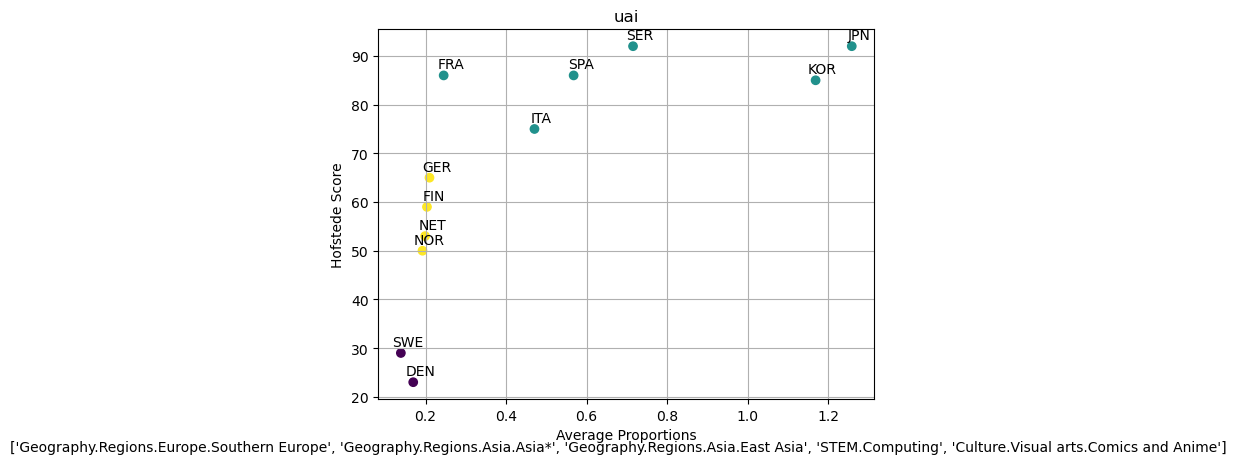 uai
SER
JPN
90
FRA
SPA
KOR
80
ITA
70
GER
60
FIN
NET
50
NOR
40
30
SWE
DEN
20
Hofstede Score
0.2 0.4 0.6 0.8 1.0 1.2
Average Proportions
['Geography.Regions.Europe.Southern Europe', 'Geography.Regions.Asia.Asia*', 'Geography.Regions.Asia.East Asia', 'STEM.Computing', 'Culture.Visual arts.Comics and Anime']